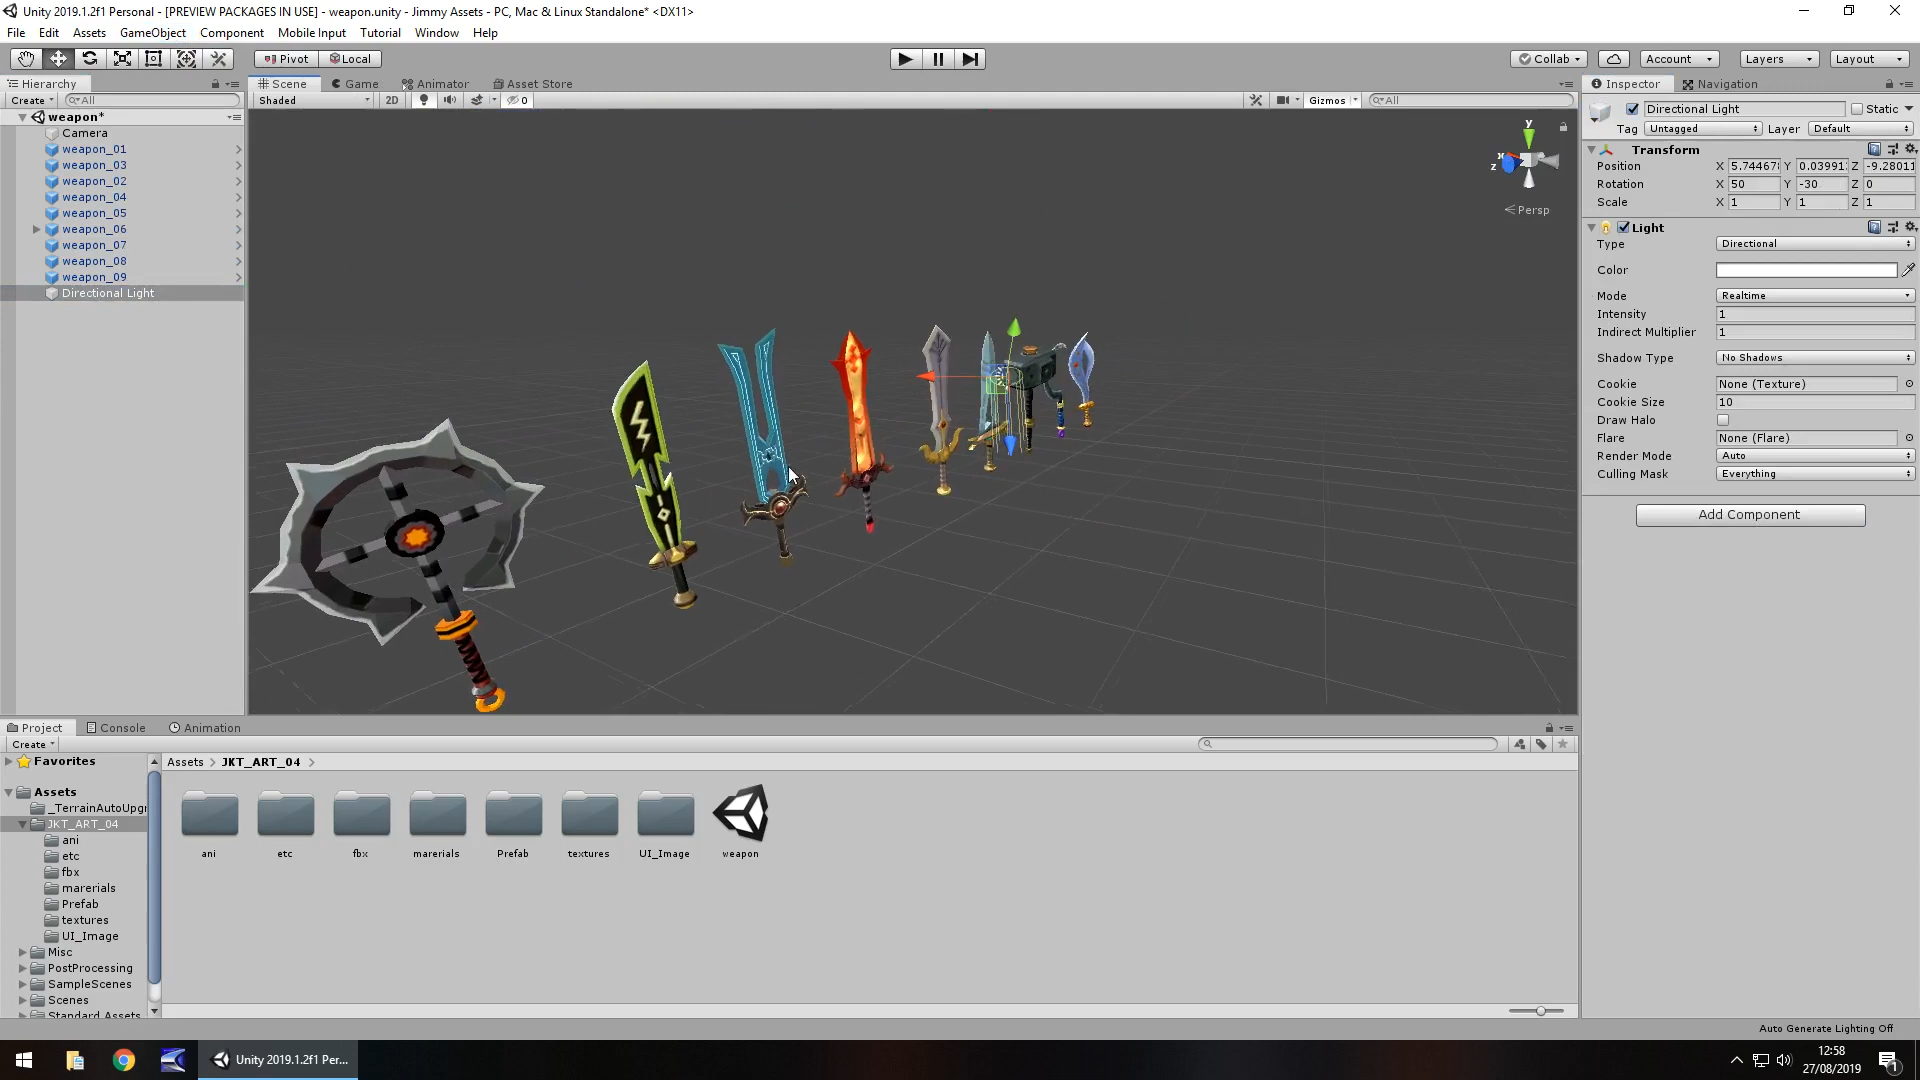 Unity 2019.1.2f1 Personal - [PREVIEW PACKAGES IN USE] - weapon.unity - Jimmy Assets - PC, Mac & Linux Standalone* <DX11>
File Edit Assets GameObject Component Mobile Input Tutorial Window Help
Pivot Local Collab Account Layers Layout
Hierarchy
Create All
weapon*
Camera
weapon_01
weapon_03
weapon_02
weapon_04
weapon_05
weapon_06
weapon_07
weapon_08
weapon_09
Directional Light
Scene Game Animator Asset Store
Shaded 2D 0 Gizmos All
y
x
z
Persp
Inspector Navigation
Directional Light Static
Tag Untagged Layer Default
Transform
Position X 5.74467 Y 0.03991 Z -9.28011
Rotation X 50 Y -30 Z 0
Scale X 1 Y 1 Z 1
Light
Type Directional
Color
Mode Realtime
Intensity 1
Indirect Multiplier 1
Shadow Type No Shadows
Cookie None (Texture)
Cookie Size 10
Draw Halo
Flare None (Flare)
Render Mode Auto
Culling Mask Everything
Add Component
Project Console Animation
Create
Favorites
Assets
_TerrainAutoUpgr
JKT_ART_04
ani
etc
fbx
marerials
Prefab
textures
UI_Image
Misc
PostProcessing
SampleScenes
Scenes
Standard Assets
Assets > JKT_ART_04 >
ani etc fbx marerials Prefab textures UI_Image weapon
Auto Generate Lighting Off
Unity 2019.1.2f1 Per...
12:58
27/08/2019
1